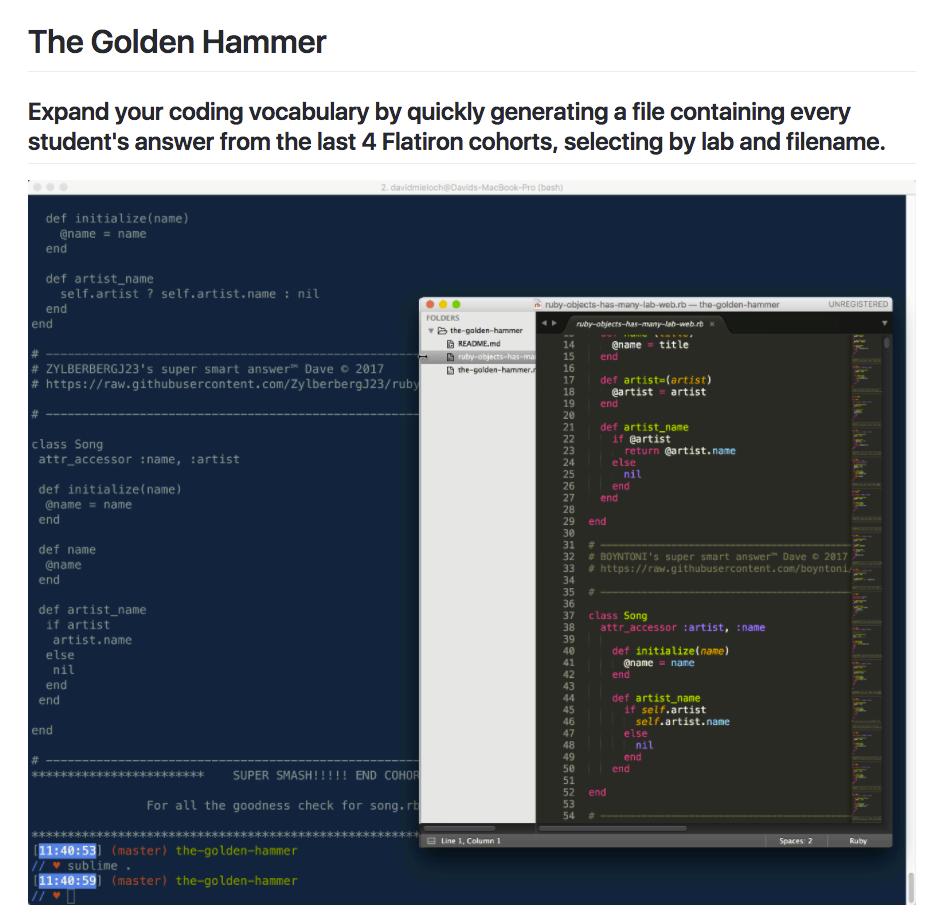 The Golden Hammer
Expand your coding vocabulary by quickly generating a file containing every
student's answer from the last 4 Flatiron cohorts, selecting by lab and filename.
2. davidmieloch@Davids-MacBook-Pro (bash)
def initialize(name)
@name = name
end
def artist_name
self.artist ? self.artist.name : nil
end
end
# ------------------------------------------------
# ZYLBERBERGJ23's super smart answer™ Dave © 2017
# https://raw.githubusercontent.com/ZylberbergJ23/ruby
# ------------------------------------------------
class Song
attr_accessor :name, :artist
def initialize(name)
@name = name
end
def name
@name
end
def artist_name
if artist
artist.name
else
nil
end
end
end
# ------------------------------------------------
************************ SUPER SMASH!!!!! END COHOR
For all the goodness check for song.rb
******************************************************
[11:40:53] (master) the-golden-hammer
// ♥ sublime .
[11:40:59] (master) the-golden-hammer
// ♥
ruby-objects-has-many-lab-web.rb — the-golden-hammer
UNREGISTERED
FOLDERS
the-golden-hammer
README.md
ruby-objects-has-ma
the-golden-hammer.r
ruby-objects-has-many-lab-web.rb ×
14 @name = title
15 end
16
17 def artist=(artist)
18 @artist = artist
19 end
20
21 def artist_name
22 if @artist
23 return @artist.name
24 else
25 nil
26 end
27 end
28
29 end
30
31 # ------------------------------------------------
32 # BOYNTONI's super smart answer™ Dave © 2017
33 # https://raw.githubusercontent.com/boyntoni/
34
35 # ------------------------------------------------
36
37 class Song
38 attr_accessor :artist, :name
39
40 def initialize(name)
41 @name = name
42 end
43
44 def artist_name
45 if self.artist
46 self.artist.name
47 else
48 nil
49 end
50 end
51
52 end
53
54 # ------------------------------------------------
Line 1, Column 1
Spaces: 2
Ruby